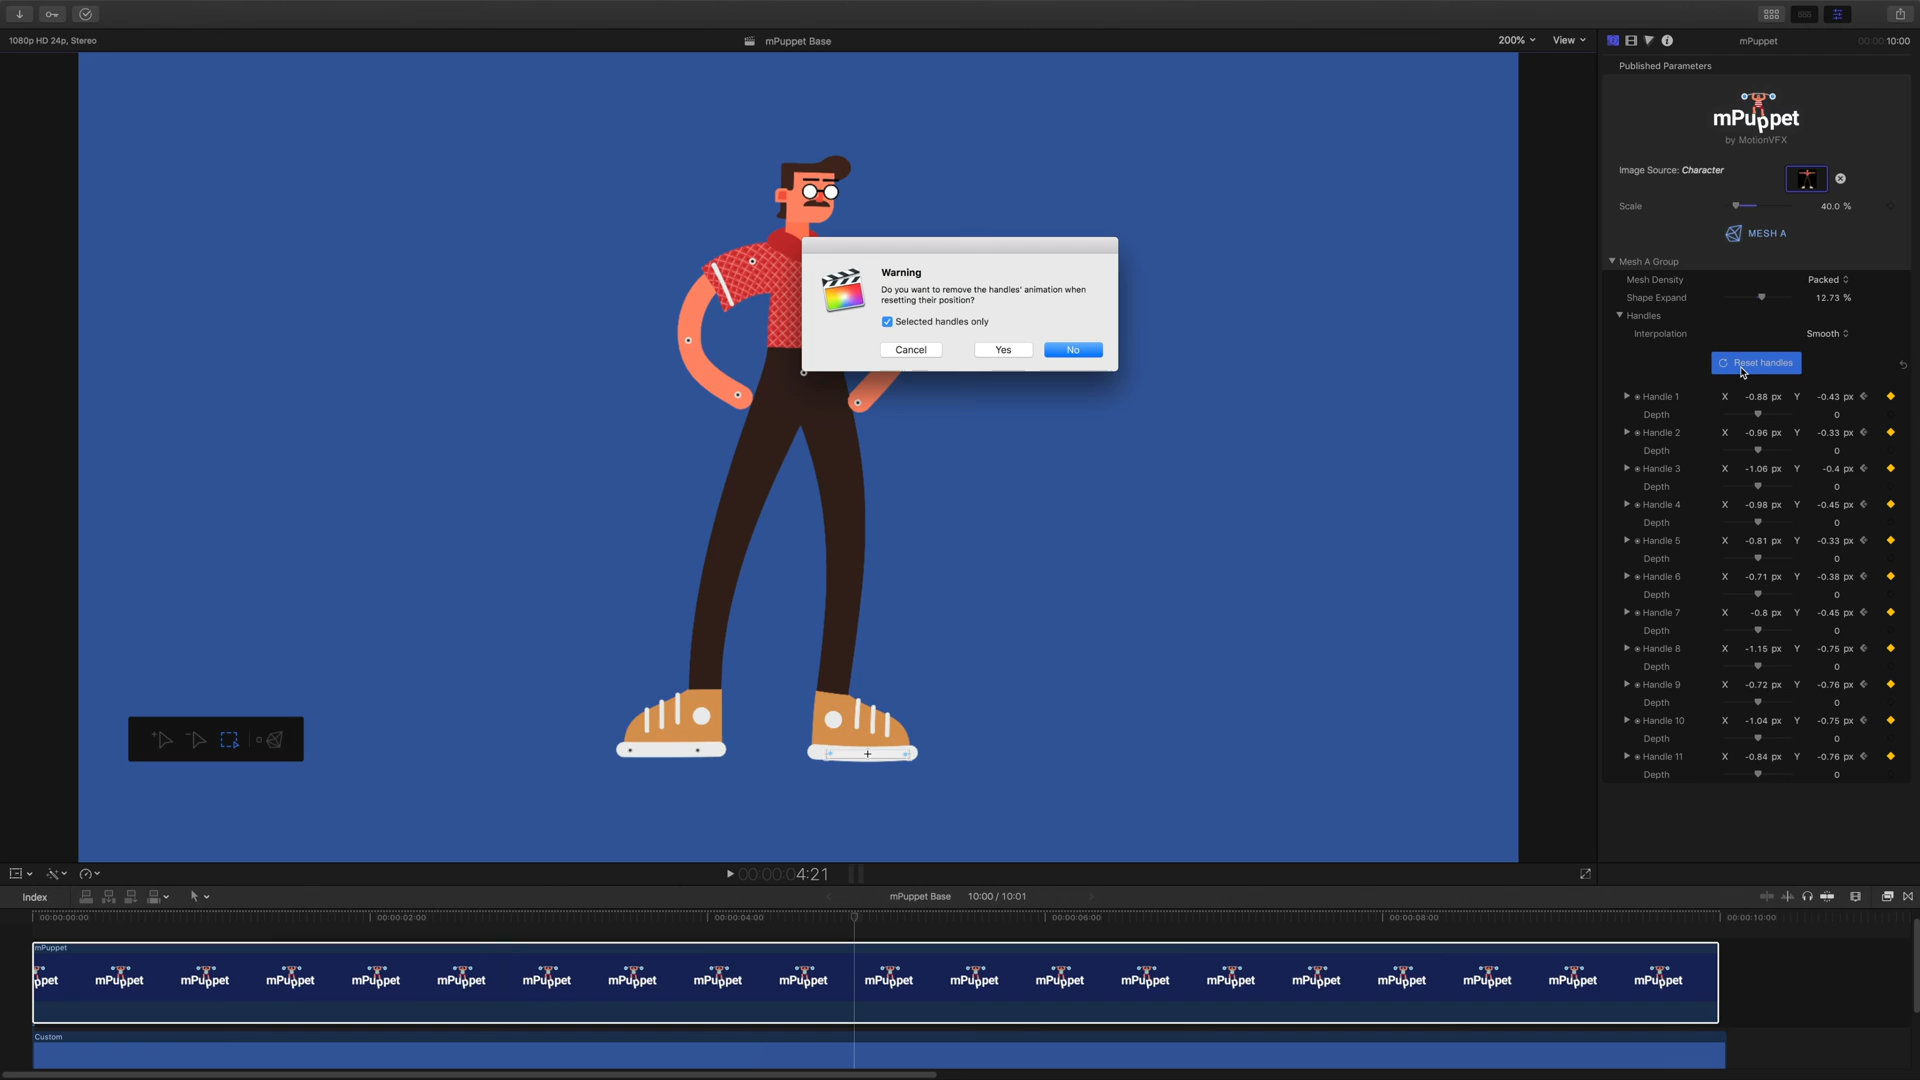 1080p HD 24p, Stereo
mPuppet Base
200%
View
mPuppet
00:00:10:00
Published Parameters
mPuppet
by MotionVFX
Image Source: Character
Scale
40.0 %
MESH A
Mesh A Group
Mesh Density
Packed
Shape Expand
12.73 %
Handles
Interpolation
Smooth
Reset handles
Warning
Do you want to remove the handles' animation when
resetting their position?
Selected handles only
Cancel
Yes
No
Handle 1 X -0.88 px Y -0.43 px
Depth 0
Handle 2 X -0.96 px Y -0.33 px
Depth 0
Handle 3 X -1.06 px Y -0.4 px
Depth 0
Handle 4 X -0.98 px Y -0.45 px
Depth 0
Handle 5 X -0.81 px Y -0.33 px
Depth 0
Handle 6 X -0.71 px Y -0.38 px
Depth 0
Handle 7 X -0.8 px Y -0.45 px
Depth 0
Handle 8 X -1.15 px Y -0.75 px
Depth 0
Handle 9 X -0.72 px Y -0.76 px
Depth 0
Handle 10 X -1.04 px Y -0.75 px
Depth 0
Handle 11 X -0.84 px Y -0.76 px
Depth 0
00:00:04:21
Index
mPuppet Base
10:00 / 10:01
00:00:00:00
00:00:02:00
00:00:04:00
00:00:06:00
00:00:08:00
00:00:10:00
mPuppet
ppet mPuppet mPuppet mPuppet mPuppet mPuppet mPuppet mPuppet mPuppet mPuppet mPuppet mPuppet mPuppet mPuppet mPuppet mPuppet mPuppet mPuppet mPuppet mPuppet
Custom